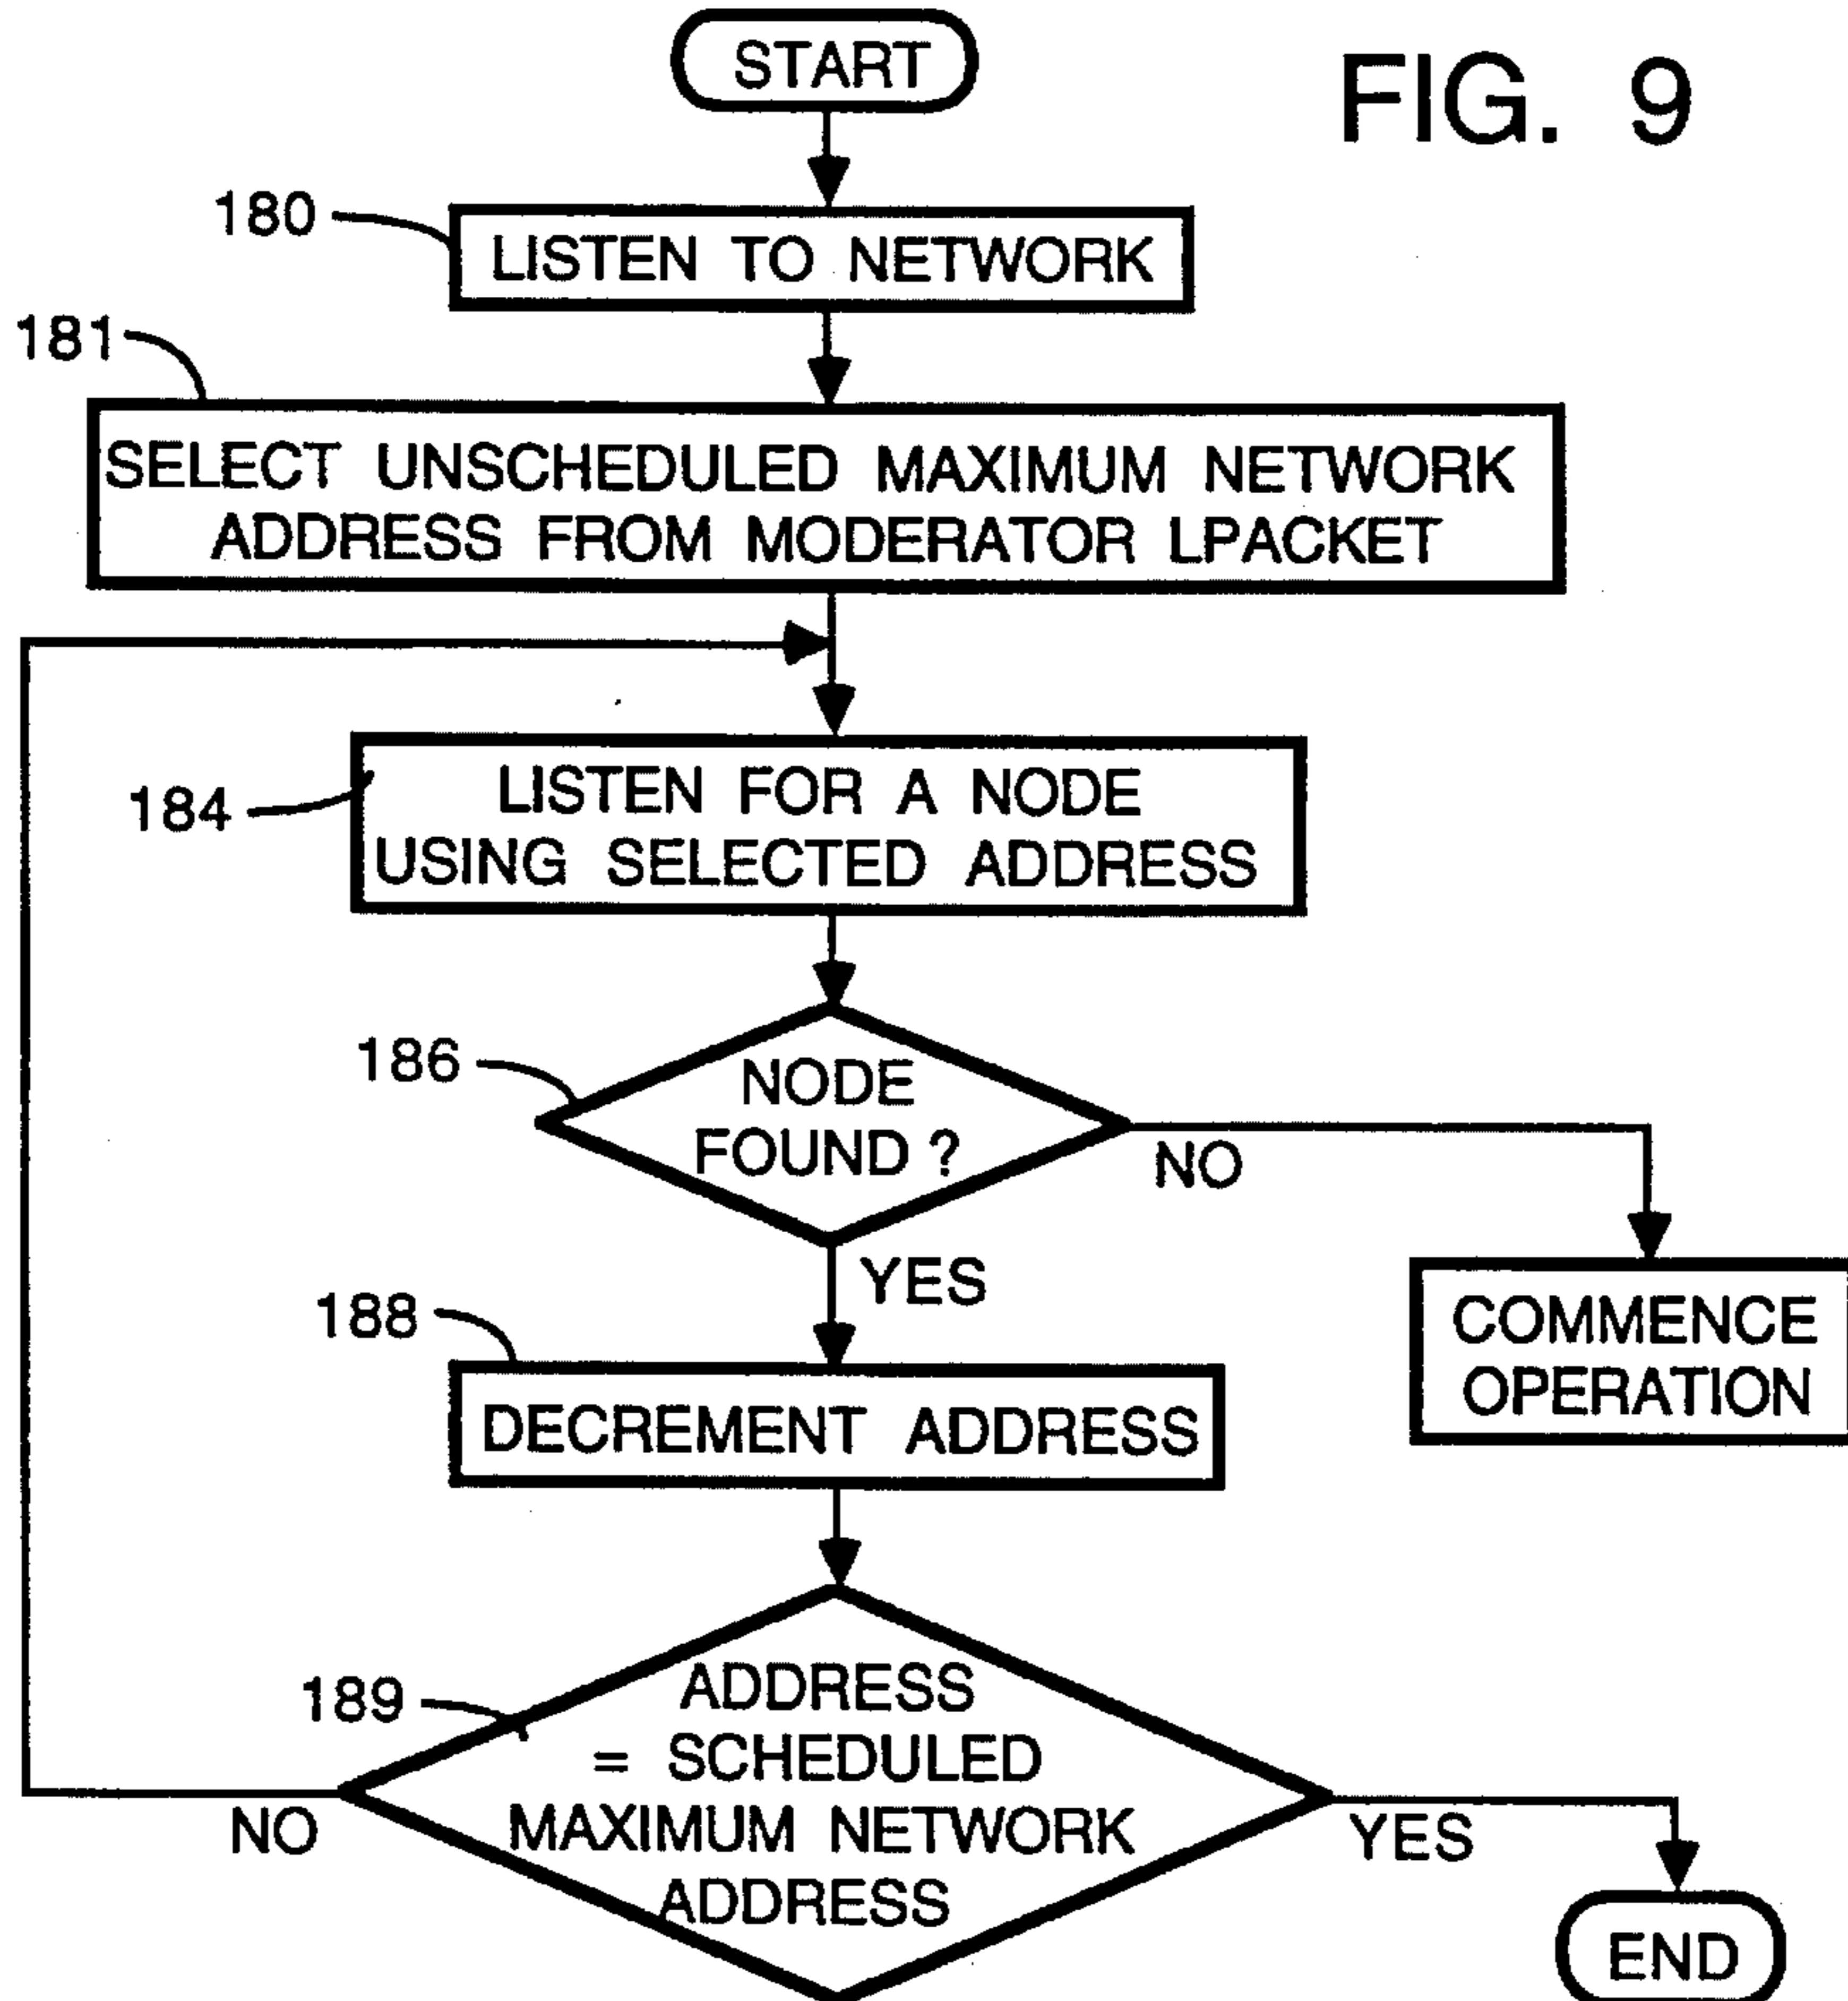 START
FIG. 9
180
LISTEN TO NETWORK
181
SELECT UNSCHEDULED MAXIMUM NETWORK
ADDRESS FROM MODERATOR LPACKET
184
LISTEN FOR A NODE
USING SELECTED ADDRESS
186
NODE
FOUND ?
NO
YES
COMMENCE
OPERATION
188
DECREMENT ADDRESS
189
ADDRESS
= SCHEDULED
MAXIMUM NETWORK
ADDRESS
NO
YES
END